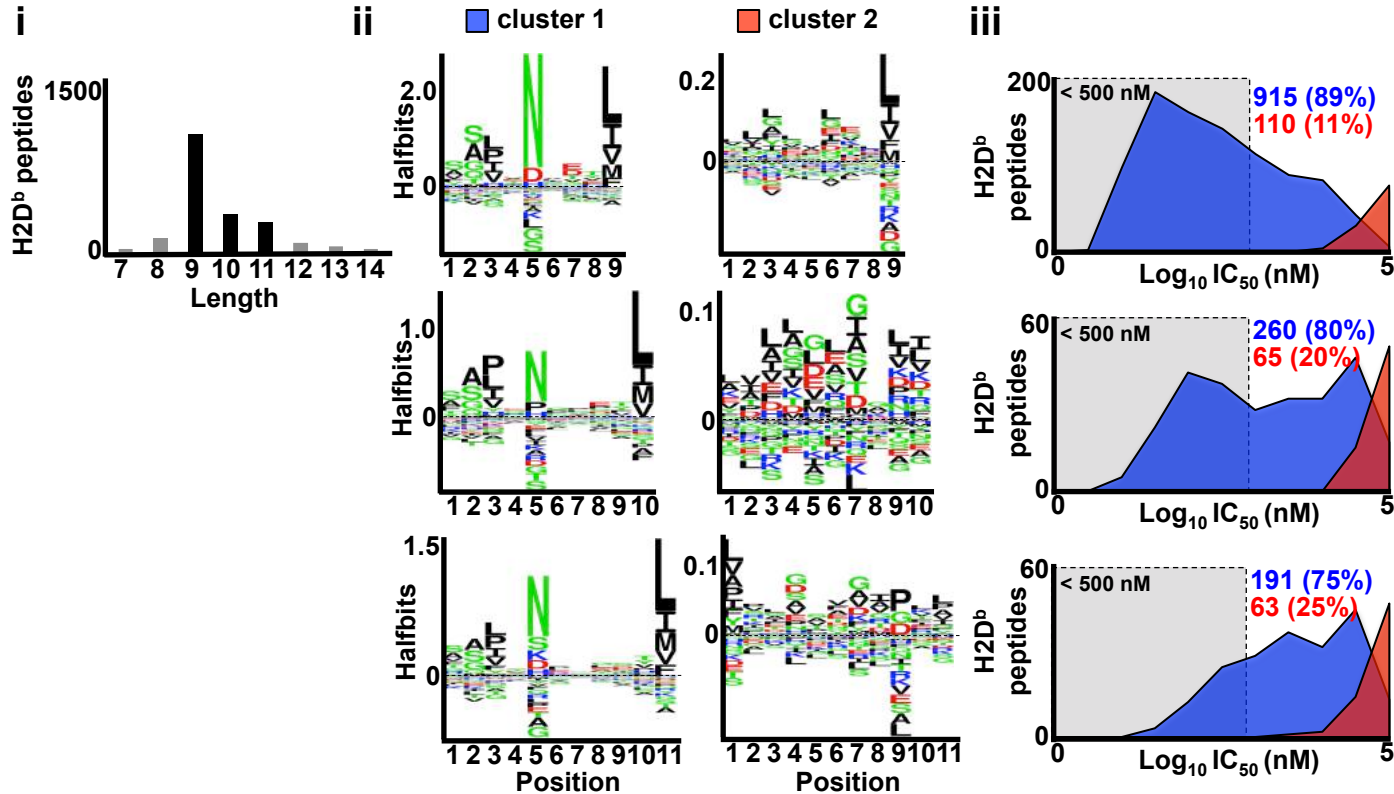 i
1500
0
H2Dᵇ peptides
7 8 9 10 11 12 13 14
Length
ii
cluster 1
cluster 2
2.0
0
Halfbits
1 2 3 4 5 6 7 8 9
0.2
0
1 2 3 4 5 6 7 8 9
1.0
0
Halfbits
1 2 3 4 5 6 7 8 9 10
0.1
0
1 2 3 4 5 6 7 8 9 10
1.5
0
Halfbits
1 2 3 4 5 6 7 8 9 10 11
Position
0.1
0
1 2 3 4 5 6 7 8 9 10 11
Position
iii
200
0
H2Dᵇ
peptides
< 500 nM
915 (89%)
110 (11%)
0 5
Log₁₀ IC₅₀ (nM)
60
0
H2Dᵇ
peptides
< 500 nM
260 (80%)
65 (20%)
0 5
Log₁₀ IC₅₀ (nM)
60
0
H2Dᵇ
peptides
< 500 nM
191 (75%)
63 (25%)
0 5
Log₁₀ IC₅₀ (nM)